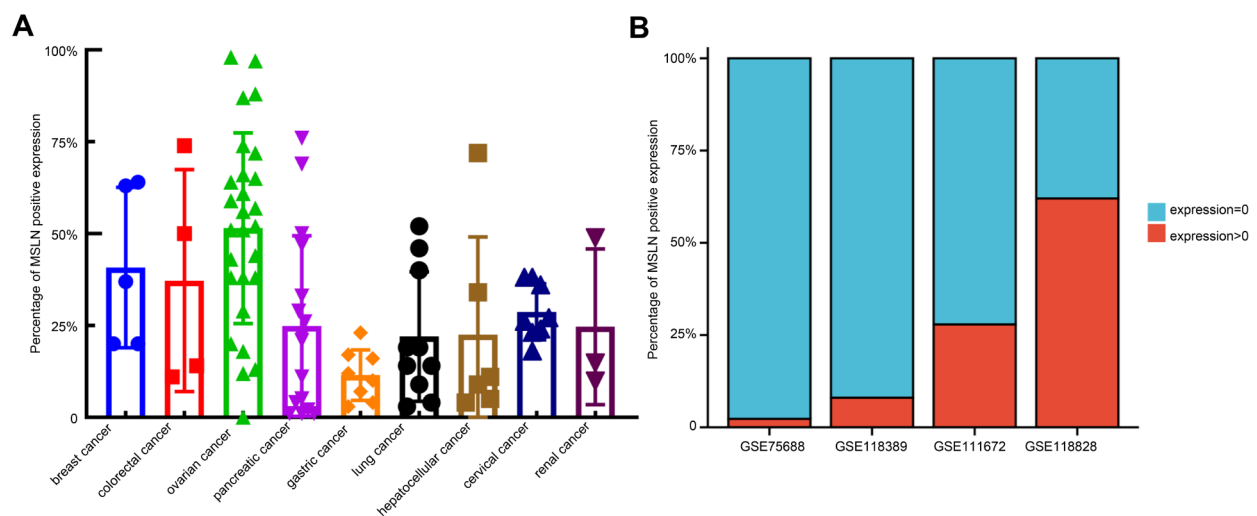 A
Percentage of MSLN positive expression
100%
75%
50%
25%
0
breast cancer
colorectal cancer
ovarian cancer
pancreatic cancer
gastric cancer
lung cancer
hepatocellular cancer
cervical cancer
renal cancer
B
Percentage of MSLN positive expression
100%
75%
50%
25%
0
GSE75688
GSE118389
GSE111672
GSE118828
expression=0
expression>0